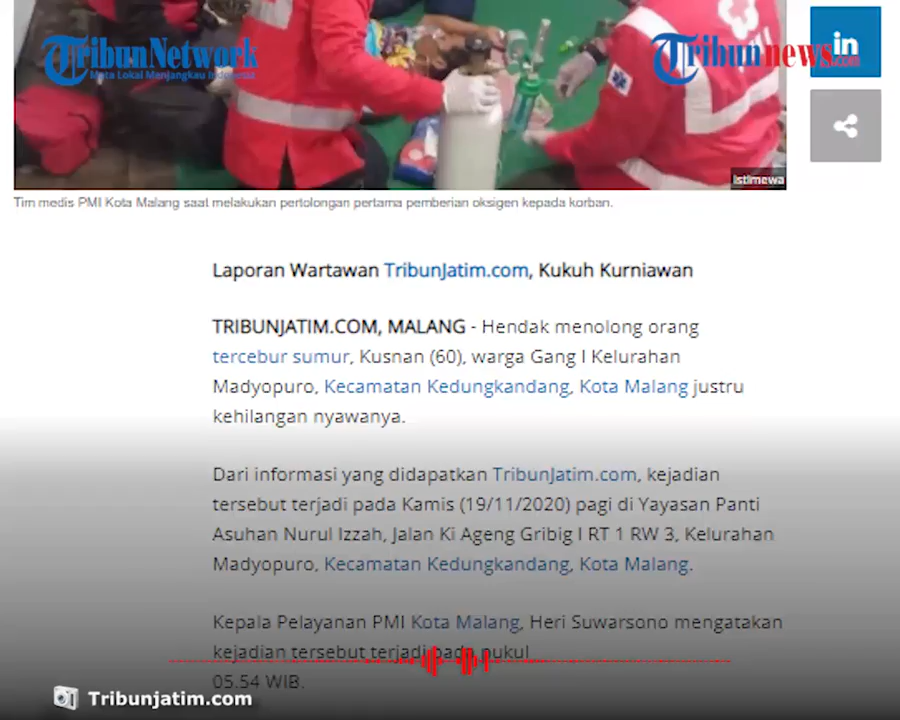 TribunNetwork
Mata Lokal Menjangkau Indonesia
Tribunnews.com
in
Istimewa
Tim medis PMI Kota Malang saat melakukan pertolongan pertama pemberian oksigen kepada korban.
Laporan Wartawan TribunJatim.com, Kukuh Kurniawan
TRIBUNJATIM.COM, MALANG - Hendak menolong orang
tercebur sumur, Kusnan (60), warga Gang I Kelurahan
Madyopuro, Kecamatan Kedungkandang, Kota Malang justru
kehilangan nyawanya.
Dari informasi yang didapatkan TribunJatim.com, kejadian
tersebut terjadi pada Kamis (19/11/2020) pagi di Yayasan Panti
Asuhan Nurul Izzah, Jalan Ki Ageng Gribig I RT 1 RW 3, Kelurahan
Madyopuro, Kecamatan Kedungkandang, Kota Malang.
Kepala Pelayanan PMI Kota Malang, Heri Suwarsono mengatakan
kejadian tersebut terjadi pada pukul
05.54 WIB.
Tribunjatim.com